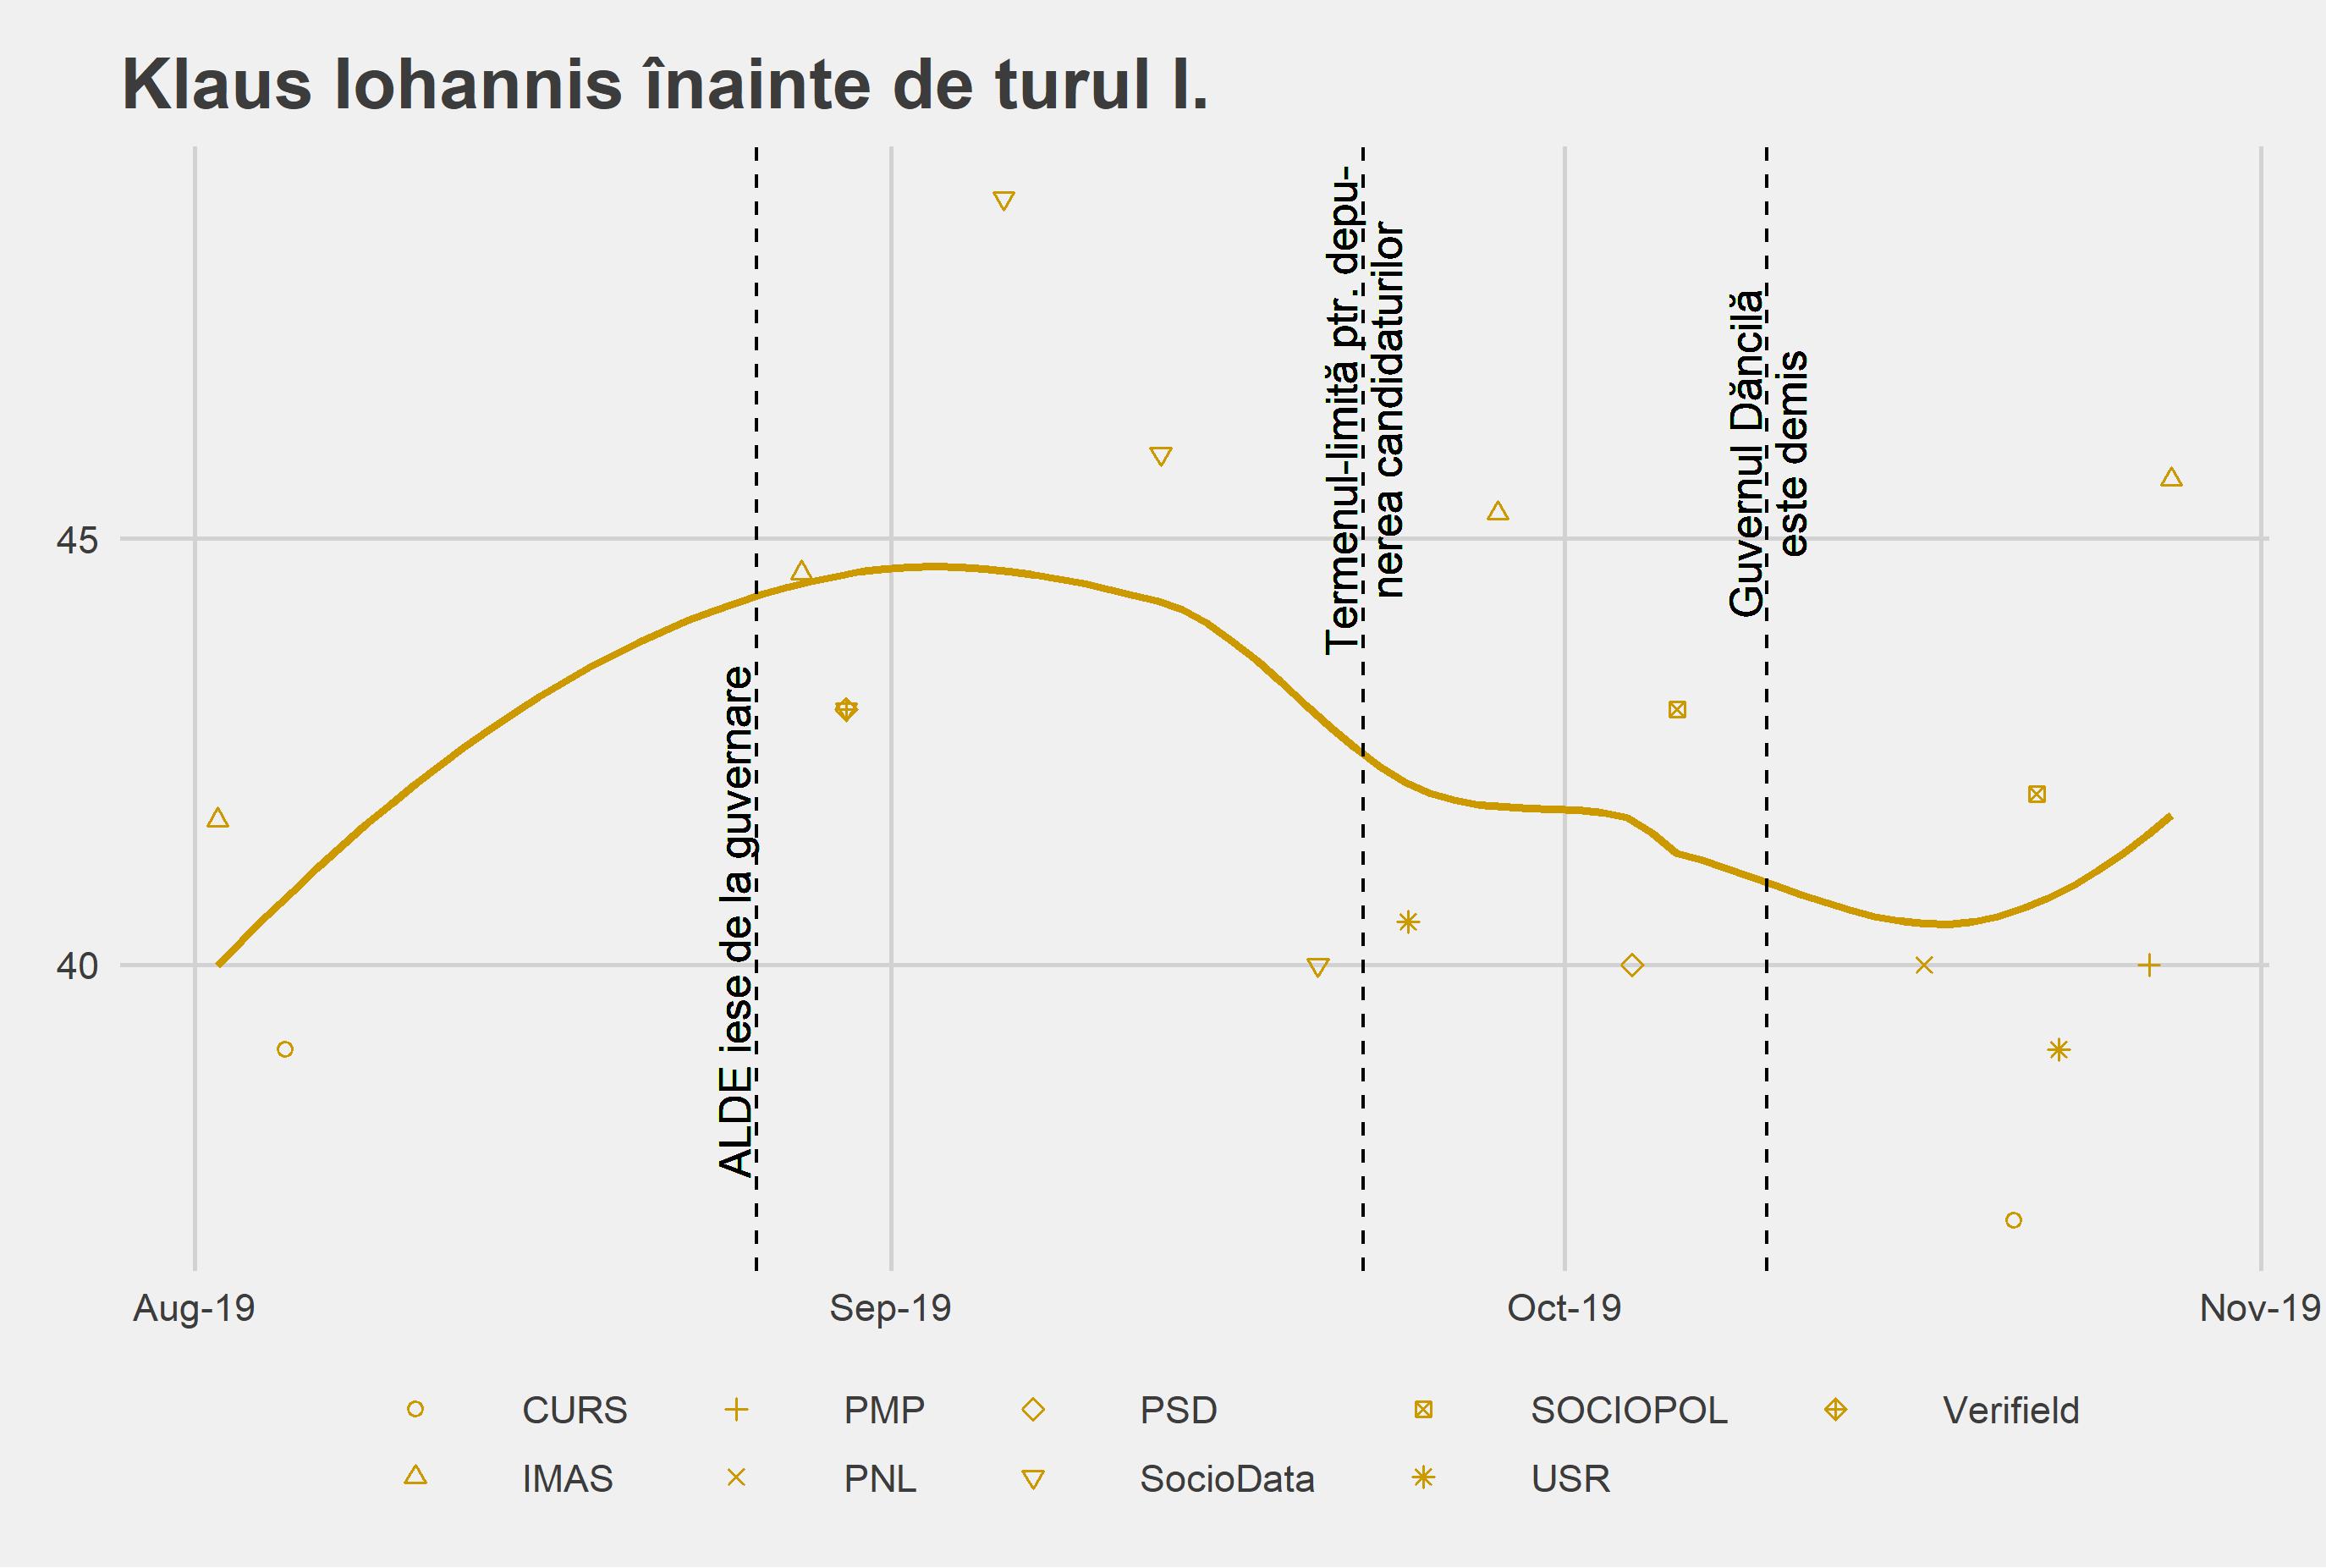 Klaus Iohannis înainte de turul I.
45
40
ALDE iese de la guvernare
Termenul-limită ptr. depu-
nerea candidaturilor
Guvernul Dăncilă
este demis
Aug-19
Sep-19
Oct-19
Nov-19
CURS
PMP
PSD
SOCIOPOL
Verifield
IMAS
PNL
SocioData
USR